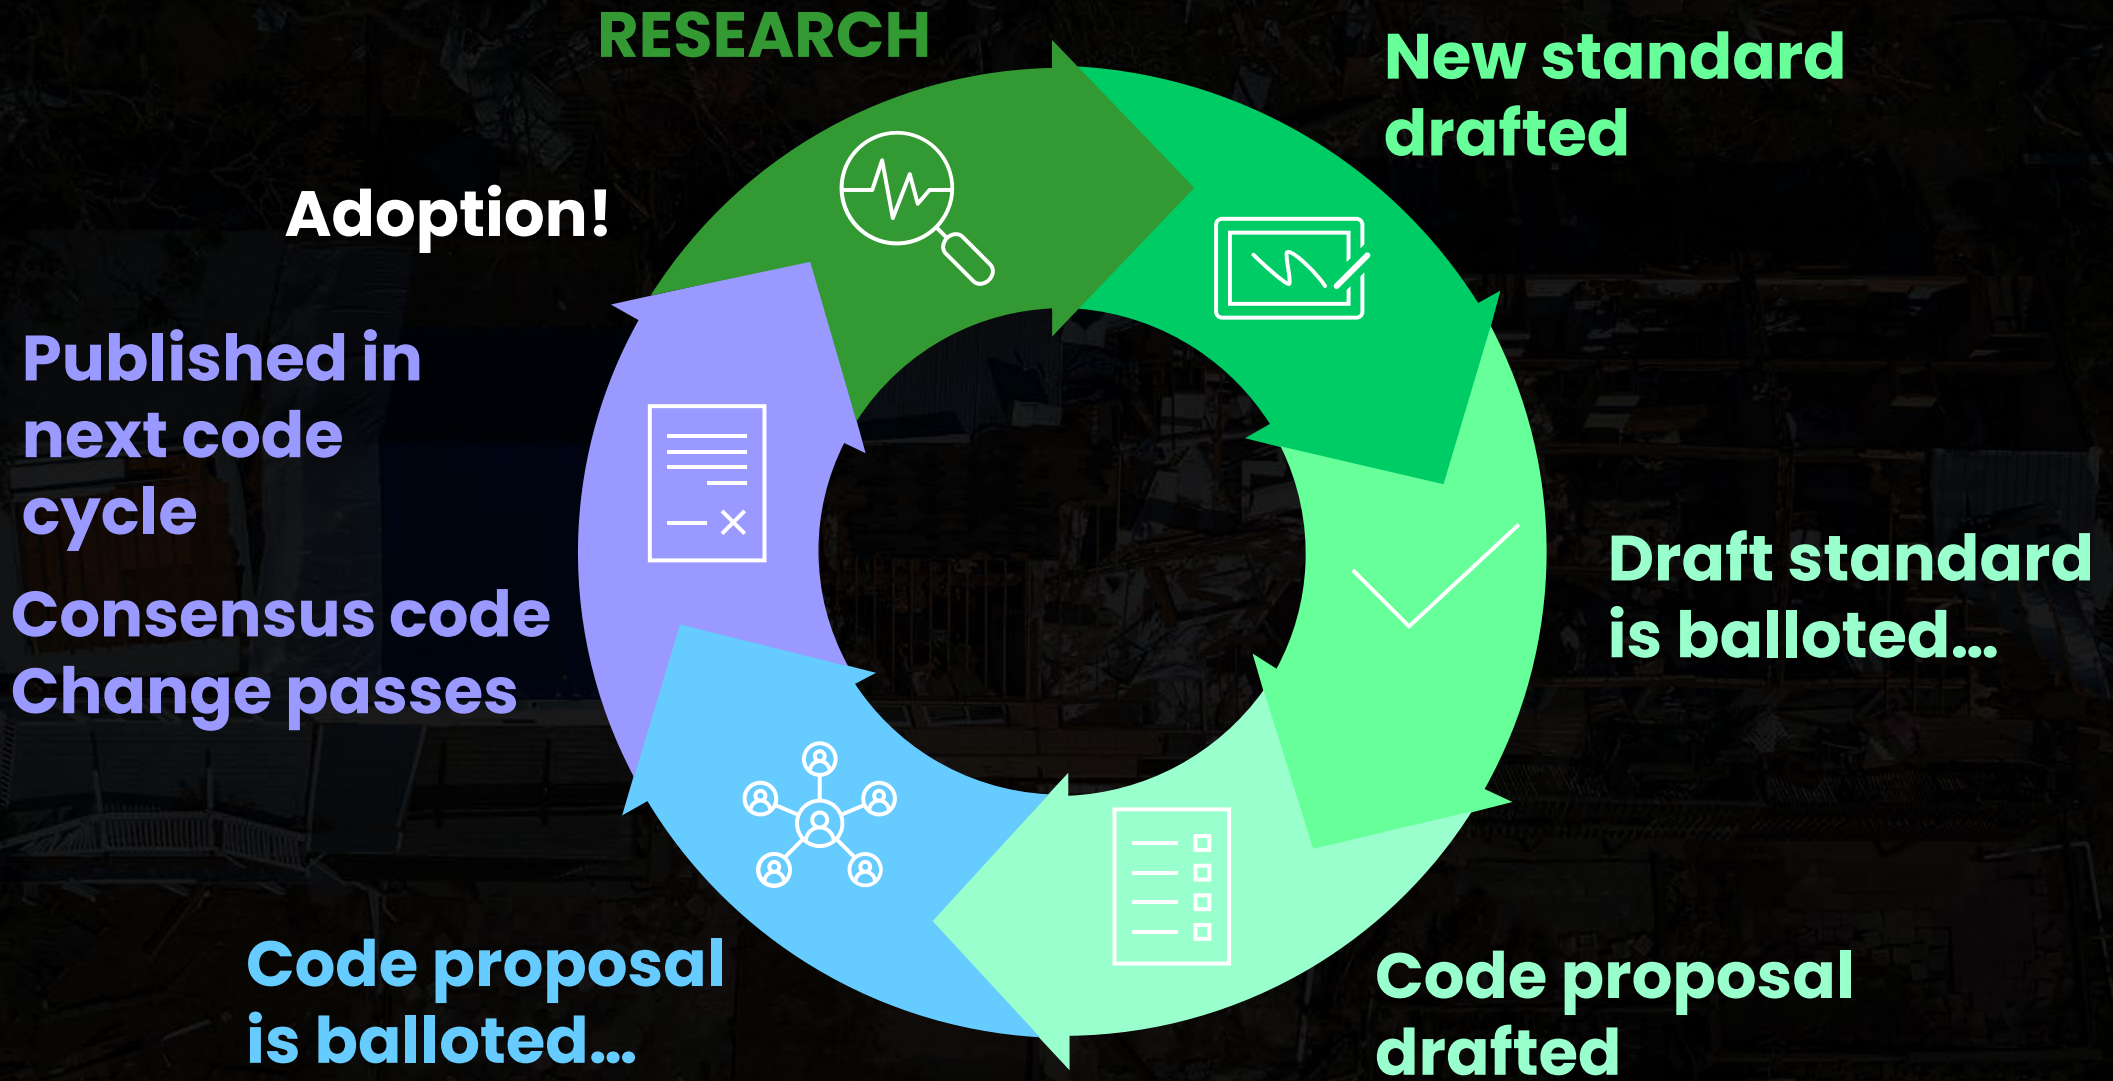 RESEARCH
New standard
drafted
Draft standard
is balloted...
Code proposal
drafted
Code proposal
is balloted...
Consensus code
Change passes
Published in
next code
cycle
Adoption!